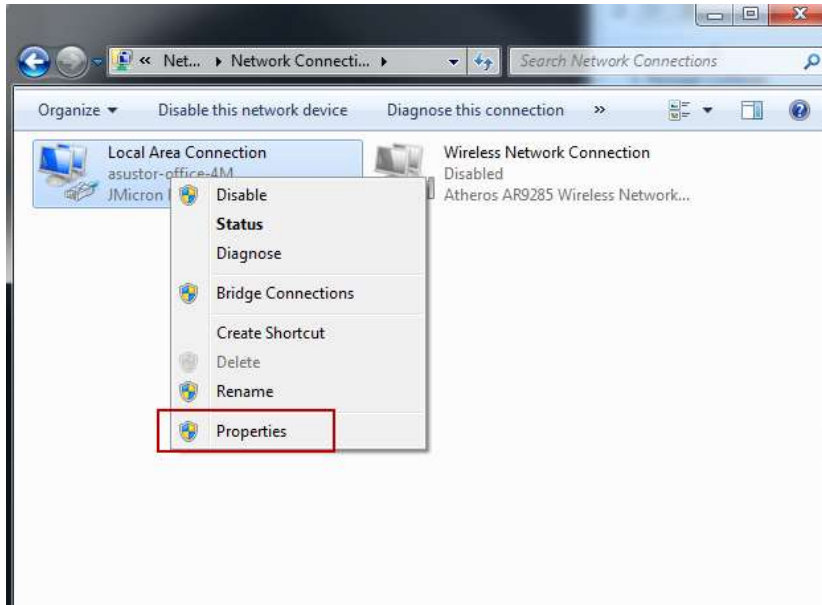 « Net... ▸ Network Connecti... ▸
Search Network Connections
Organize ▾ Disable this network device Diagnose this connection »
Local Area Connection
asustor-office-4M
JMicron
Wireless Network Connection
Disabled
Atheros AR9285 Wireless Network...
Disable
Status
Diagnose
Bridge Connections
Create Shortcut
Delete
Rename
Properties